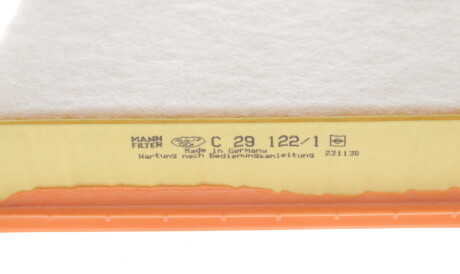 MANN
FILTER C 29 122/1
Made in Germany 231130
Wartung nach Bedienungsanleitung